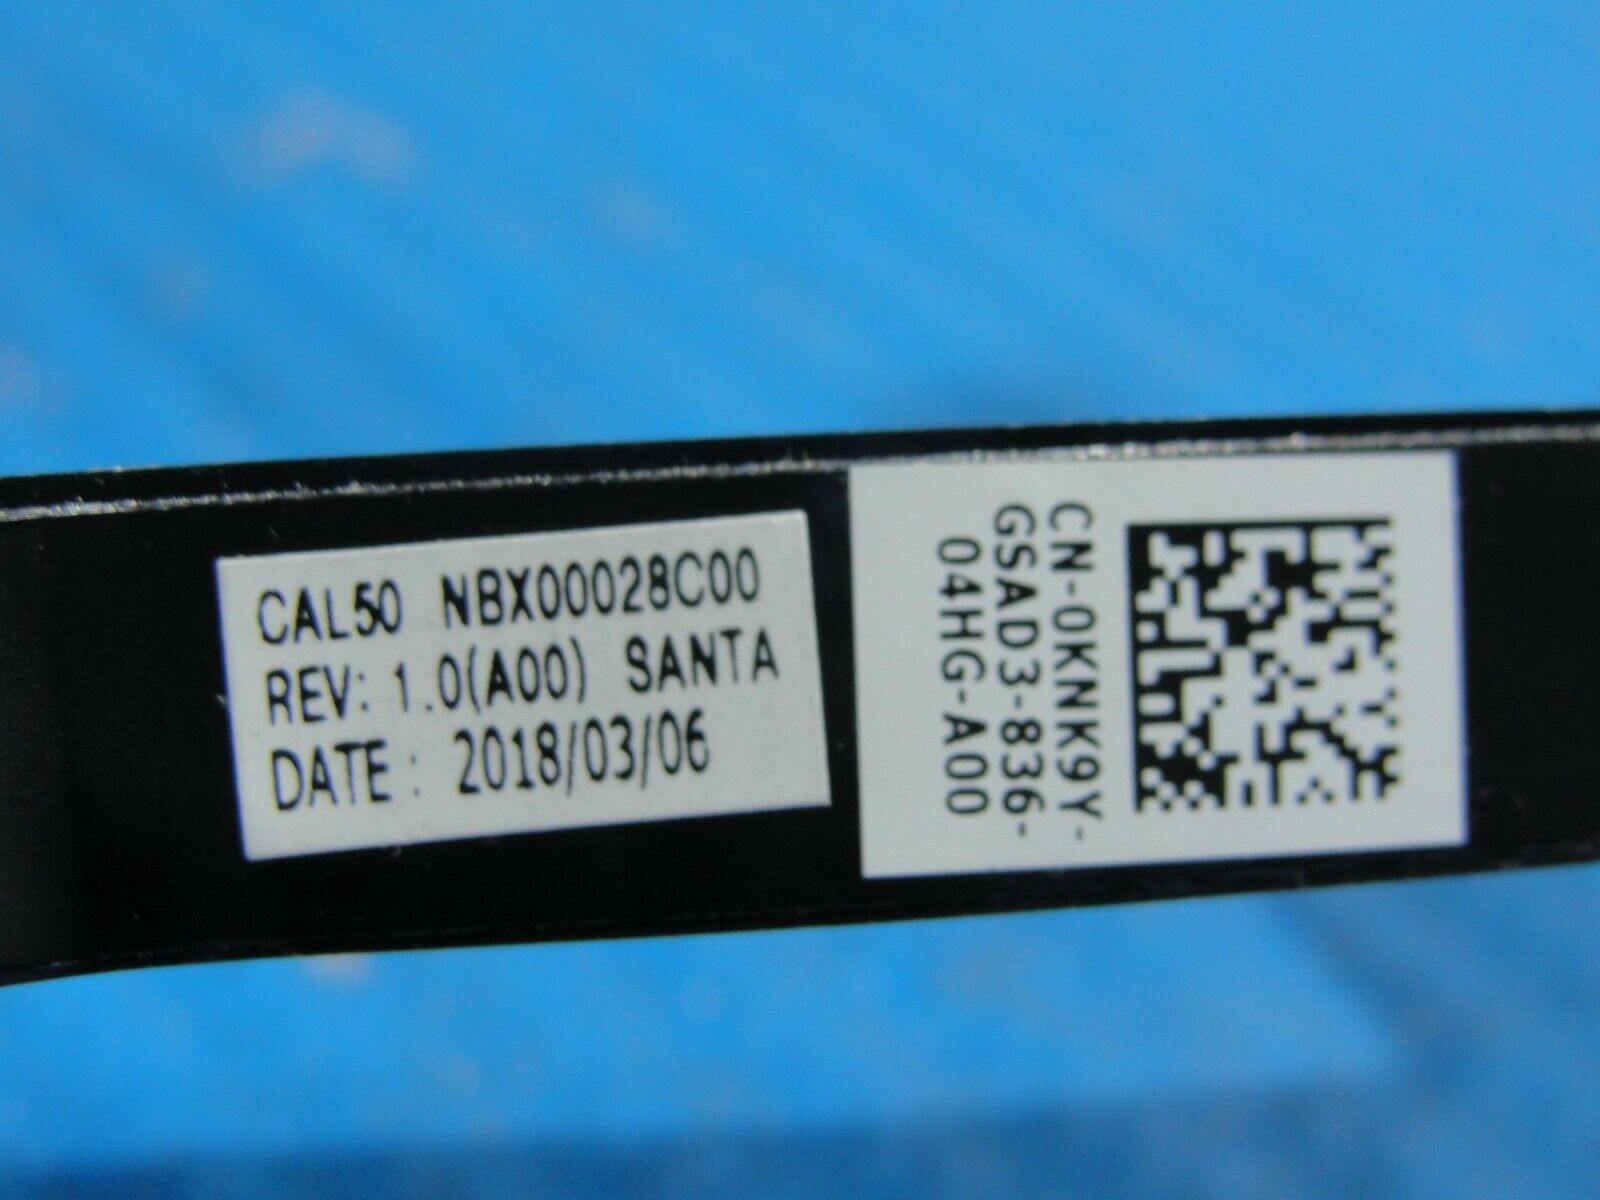 CAL50 NBX00028C00
REV: 1.0(A00) SANTA
DATE: 2018/03/06
CN-0KNK9Y-
GSAD3-836-
04HG-A00